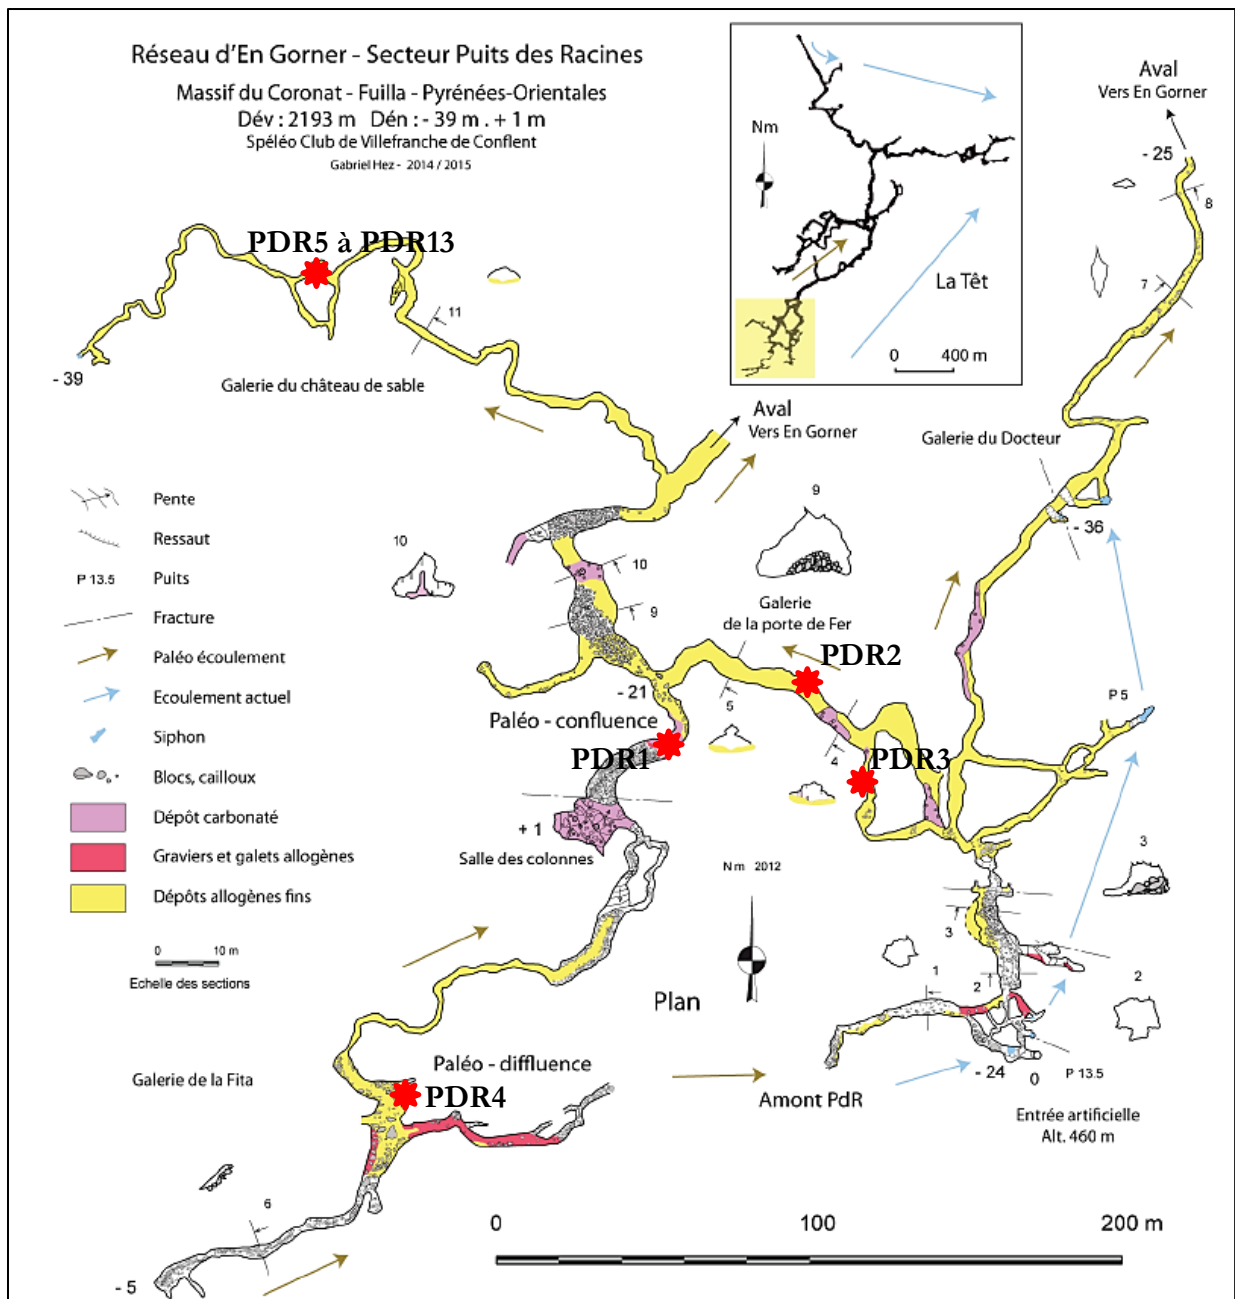 Réseau d'En Gorner - Secteur Puits des Racines
Massif du Coronat - Fuilla - Pyrénées-Orientales
Dév : 2193 m   Dén : - 39 m . + 1 m
Spéléo Club de Villefranche de Conflent
Gabriel Hez - 2014 / 2015
Nm
La Têt
0 400 m
Aval
Vers En Gorner
- 25
8
7
PDR5 à PDR13
11
- 39
Galerie du château de sable
Aval
Vers En Gorner
Galerie du Docteur
- 36
Pente
Ressaut
P 13.5 Puits
Fracture
Paléo écoulement
Ecoulement actuel
Siphon
Blocs, cailloux
Dépôt carbonaté
Graviers et galets allogènes
Dépôts allogènes fins
0 10 m
Echelle des sections
10
10
9
9
Galerie
de la porte de Fer
PDR2
- 21
5
P 5
Paléo - confluence
PDR1
4
PDR3
+ 1
Salle des colonnes
N m 2012
3
3
1
2
2
Plan
- 24
0
P 13.5
Amont PdR
Entrée artificielle
Alt. 460 m
Paléo - diffluence
Galerie de la Fita
PDR4
6
- 5
0 100 200 m